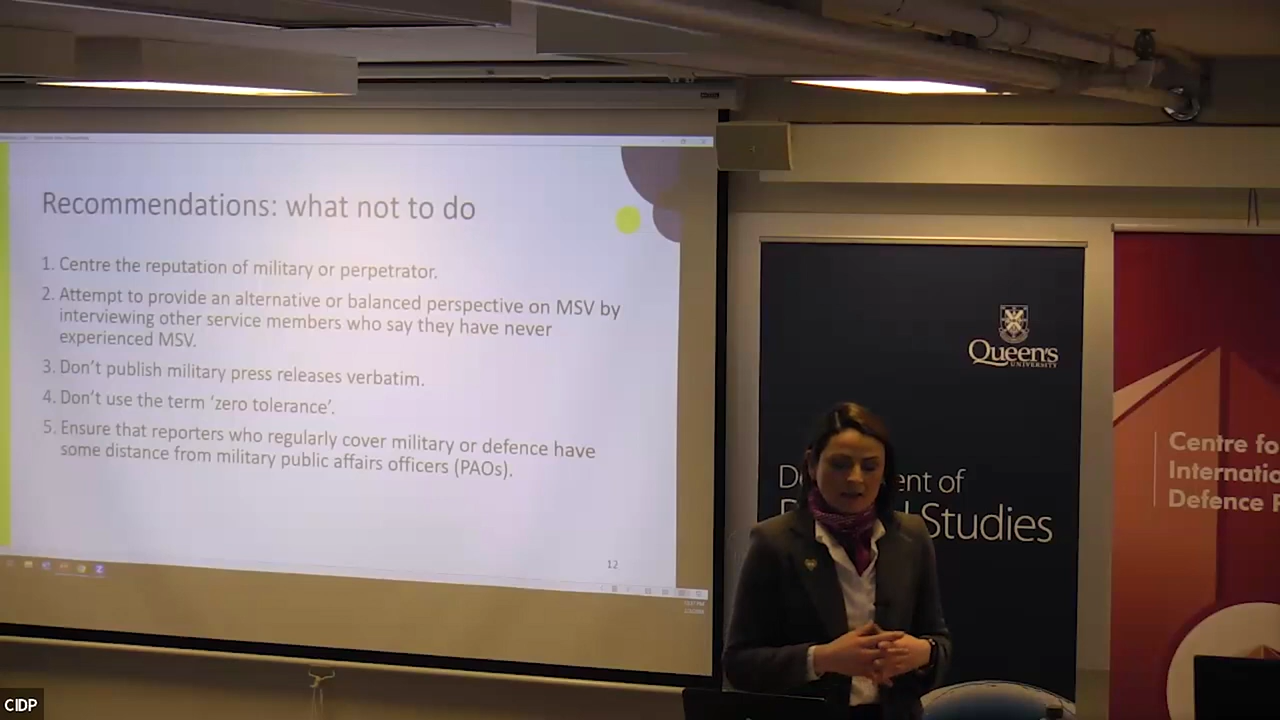 Recommendations: what not to do
1. Centre the reputation of military or perpetrator.
2. Attempt to provide an alternative or balanced perspective on MSV by
interviewing other service members who say they have never
experienced MSV.
3. Don't publish military press releases verbatim.
4. Don't use the term 'zero tolerance'.
5. Ensure that reporters who regularly cover military or defence have
some distance from military public affairs officers (PAOs).
12
Queen's
UNIVERSITY
ent of
Studies
Centre fo
Internatio
Defence P
CIDP